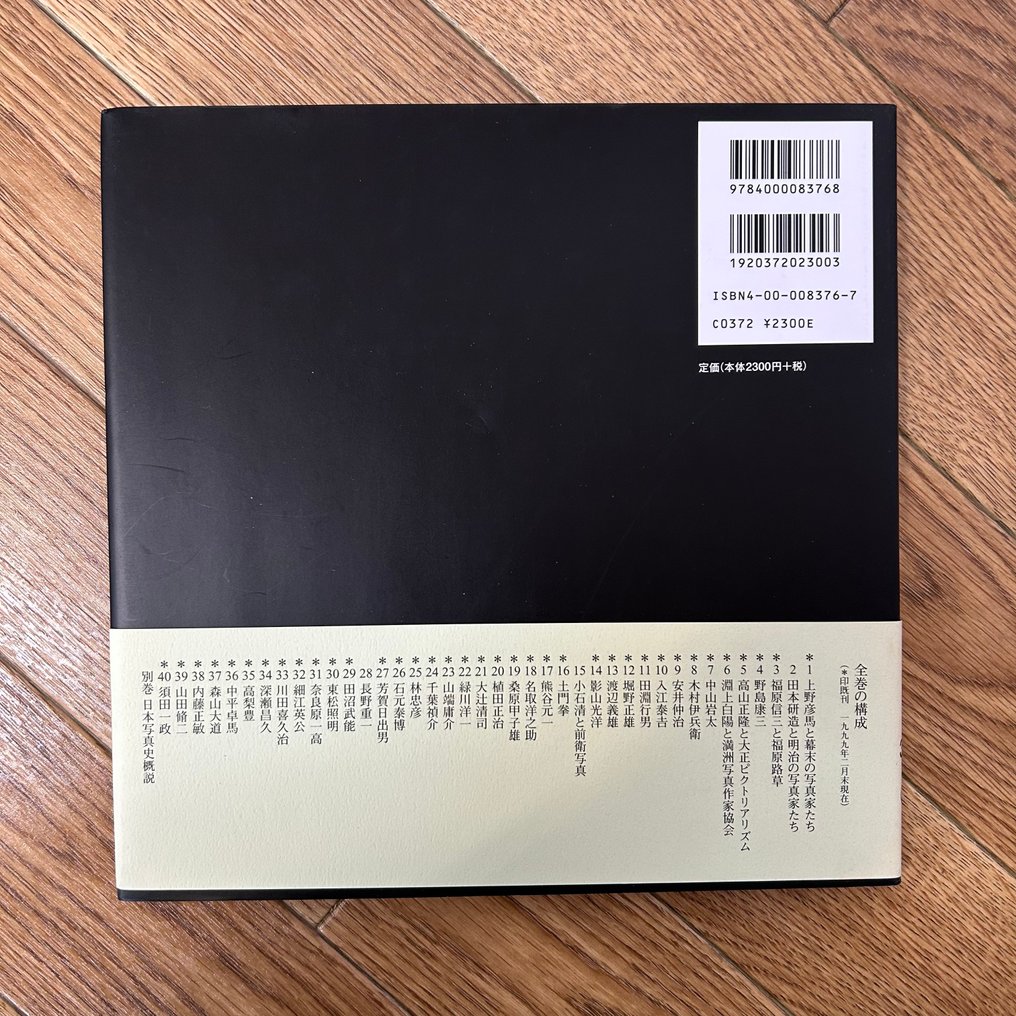 9784000083768
1920372023003
ISBN4-00-008376-7
C0372 ¥2300E
定価(本体2300円+税)
全巻の構成
(*印既刊 一九九九年二月末現在)
*1 上野彦馬と幕末の写真家たち
2 田本研造と明治の写真家たち
*3 福原信三と福原路草
*4 野島康三
*5 高山正隆と大正ピクトリアリズム
*6 淵上白陽と満洲写真作家協会
*7 中山岩太
*8 木村伊兵衛
*9 安井仲治
*10 入江泰吉
*11 田淵行男
*12 堀野正雄
*13 渡辺義雄
*14 影山光洋
15 小石清と前衛写真
*16 土門拳
*17 熊谷元一
*18 名取洋之助
*19 桑原甲子雄
*20 植田正治
*21 大辻清司
*22 緑川洋一
*23 山端庸介
*24 千葉禎介
*25 林忠彦
*26 石元泰博
*27 芳賀日出男
28 長野重一
*29 田沼武能
*30 東松照明
*31 奈良原一高
*32 細江英公
*33 川田喜久治
*34 深瀬昌久
*35 高梨豊
*36 中平卓馬
*37 森山大道
*38 内藤正敏
*39 山田脩二
*40 須田一政
別巻 日本写真史概説